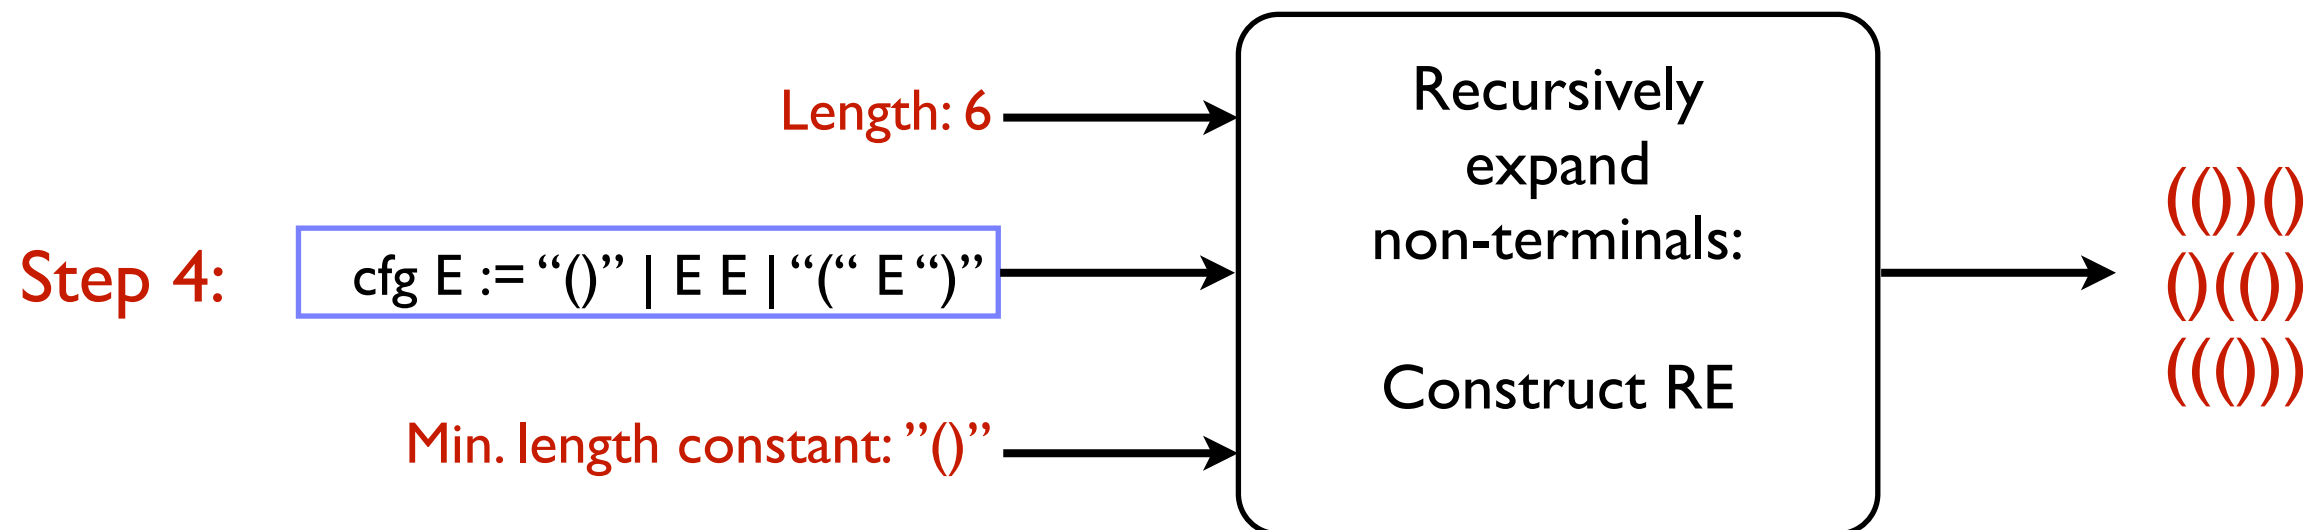 Length: 6
Step 4:
cfg E := “()” | E E | “(“ E “)”
Min. length constant: ”()”
Recursively
expand
non-terminals:
Construct RE
(())()
()(())
((()))